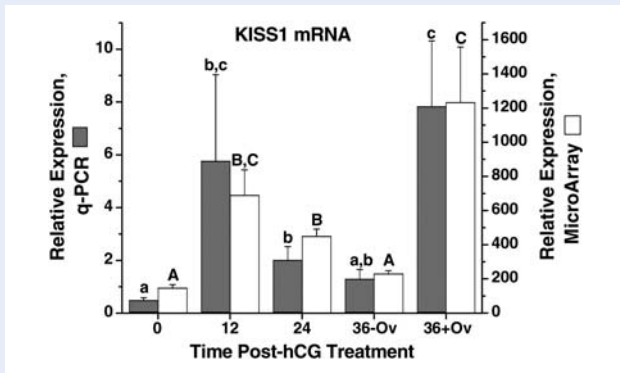 KISS1 mRNA
Relative Expression,
q-PCR
10
8
6
4
2
0
1600
1400
1200
1000
800
600
400
200
0
Relative Expression,
MicroArray
a
A
b,c
B,C
b
B
a,b
A
c
C
0 12 24 36-Ov 36+Ov
Time Post-hCG Treatment